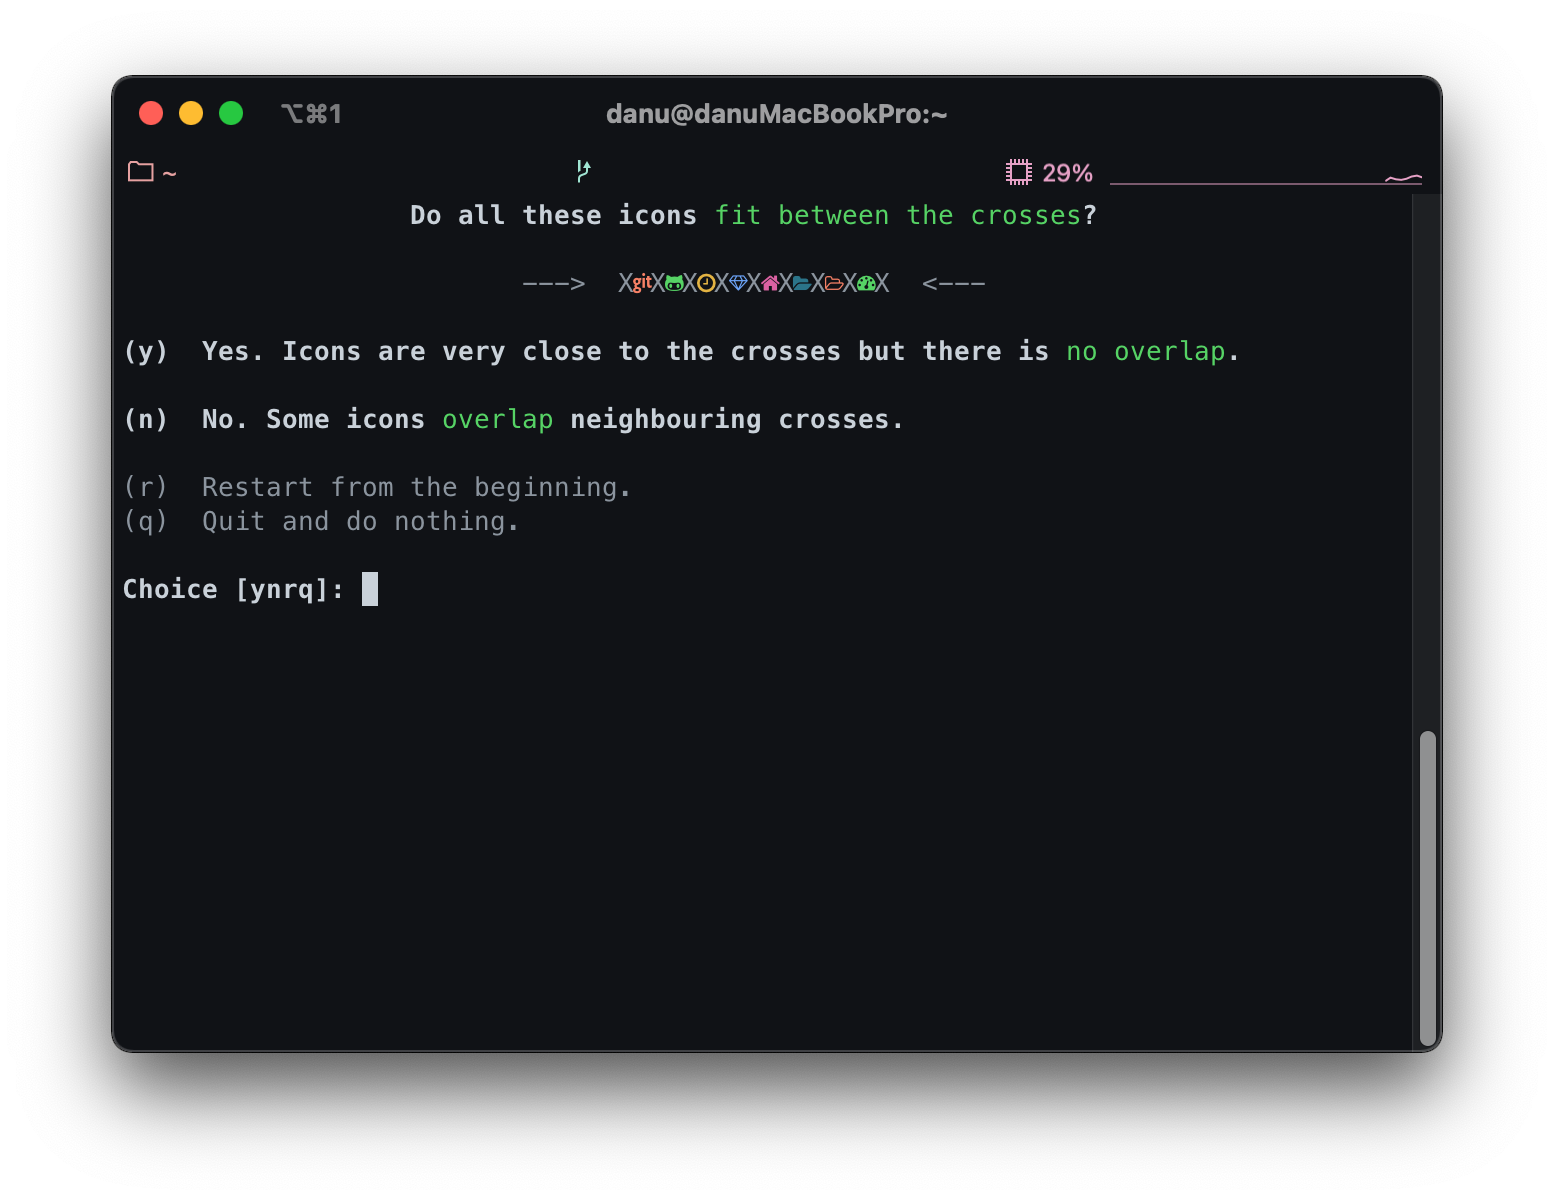 ⌥⌘1 danu@danuMacBookPro:~
~ 29%
Do all these icons fit between the crosses?
---> XgitXXXXXXXX <---
(y) Yes. Icons are very close to the crosses but there is no overlap.
(n) No. Some icons overlap neighbouring crosses.
(r) Restart from the beginning.
(q) Quit and do nothing.
Choice [ynrq]: